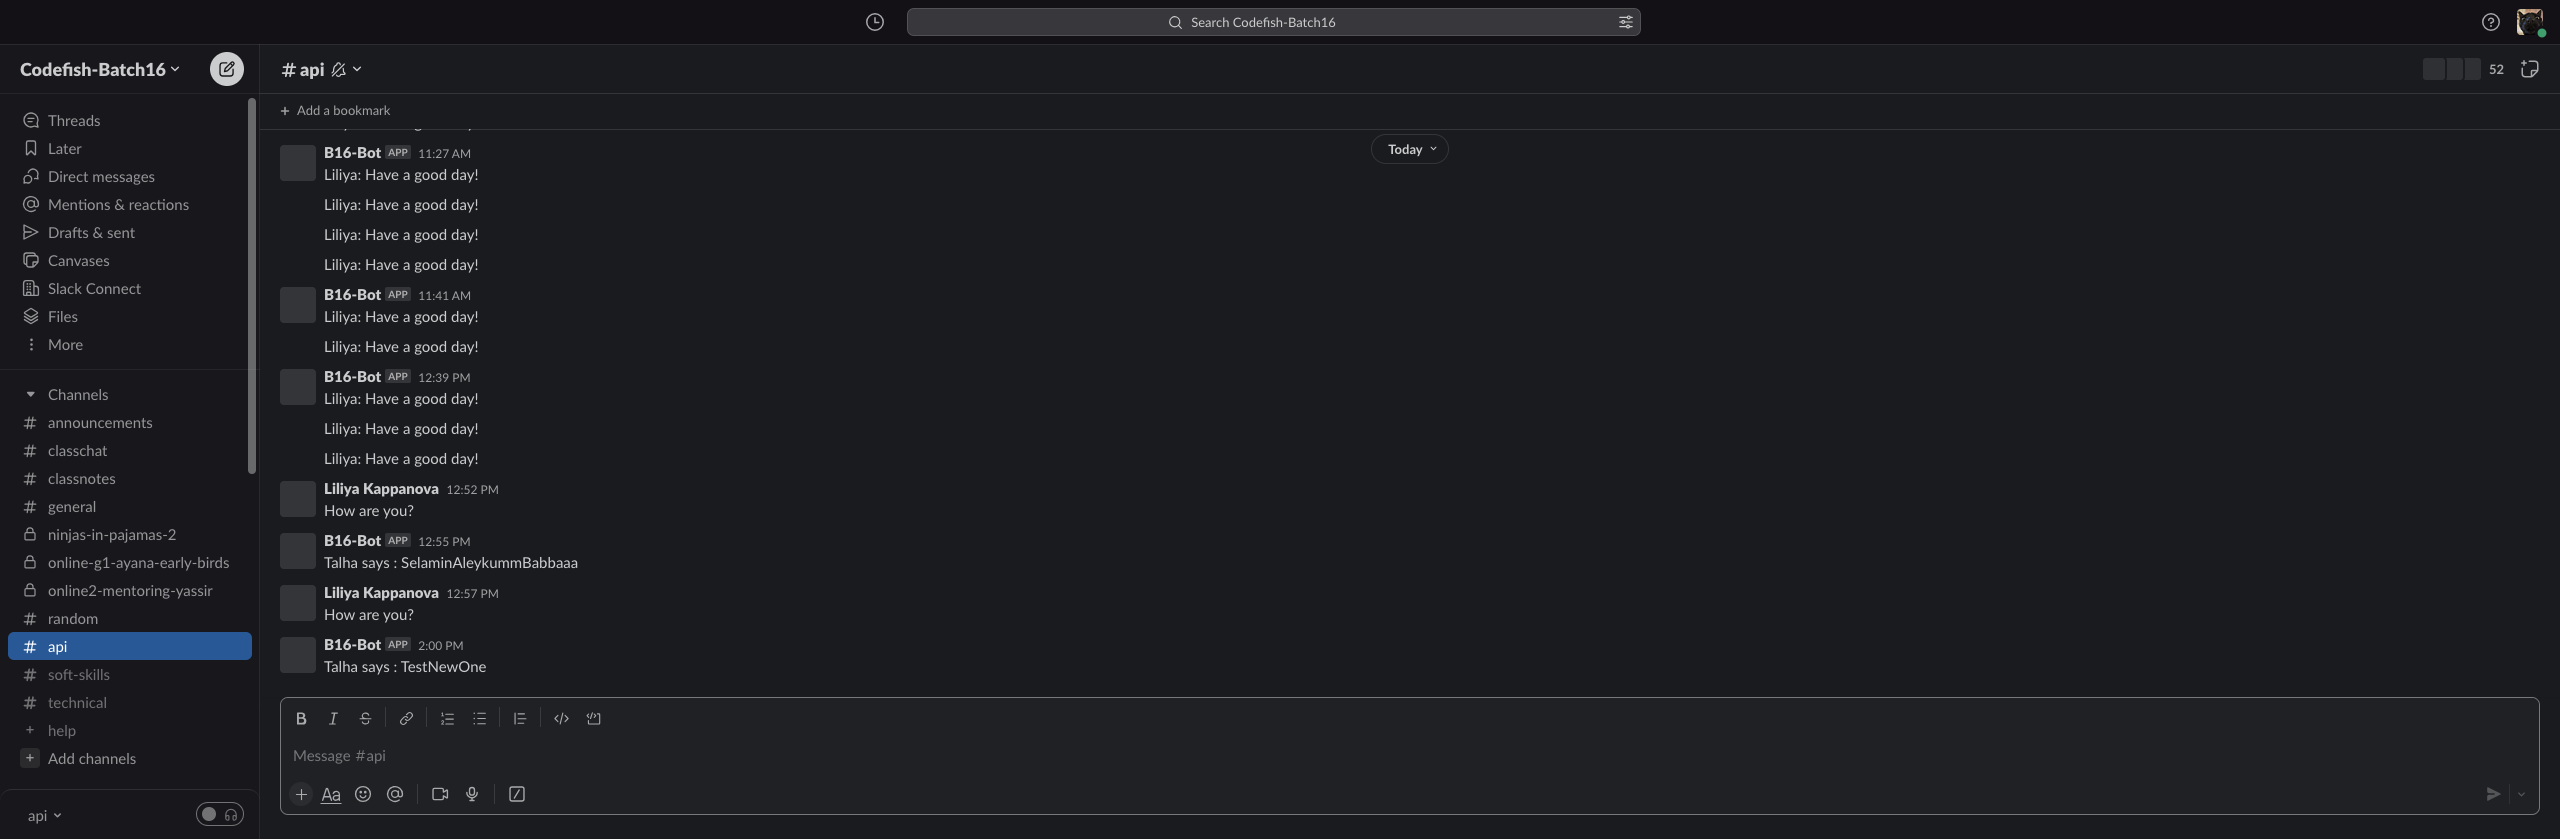 Search Codefish-Batch16
Codefish-Batch16
Threads
Later
Direct messages
Mentions & reactions
Drafts & sent
Canvases
Slack Connect
Files
More
Channels
# announcements
# classchat
# classnotes
# general
ninjas-in-pajamas-2
online-g1-ayana-early-birds
online2-mentoring-yassir
# random
# api
# soft-skills
# technical
+ help
+ Add channels
api
# api
52
+ Add a bookmark
Today
B16-Bot APP 11:27 AM
Liliya: Have a good day!
Liliya: Have a good day!
Liliya: Have a good day!
Liliya: Have a good day!
B16-Bot APP 11:41 AM
Liliya: Have a good day!
Liliya: Have a good day!
B16-Bot APP 12:39 PM
Liliya: Have a good day!
Liliya: Have a good day!
Liliya: Have a good day!
Liliya Kappanova 12:52 PM
How are you?
B16-Bot APP 12:55 PM
Talha says : SelaminAleykummBabbaaa
Liliya Kappanova 12:57 PM
How are you?
B16-Bot APP 2:00 PM
Talha says : TestNewOne
B I S
Message #api
+ Aa